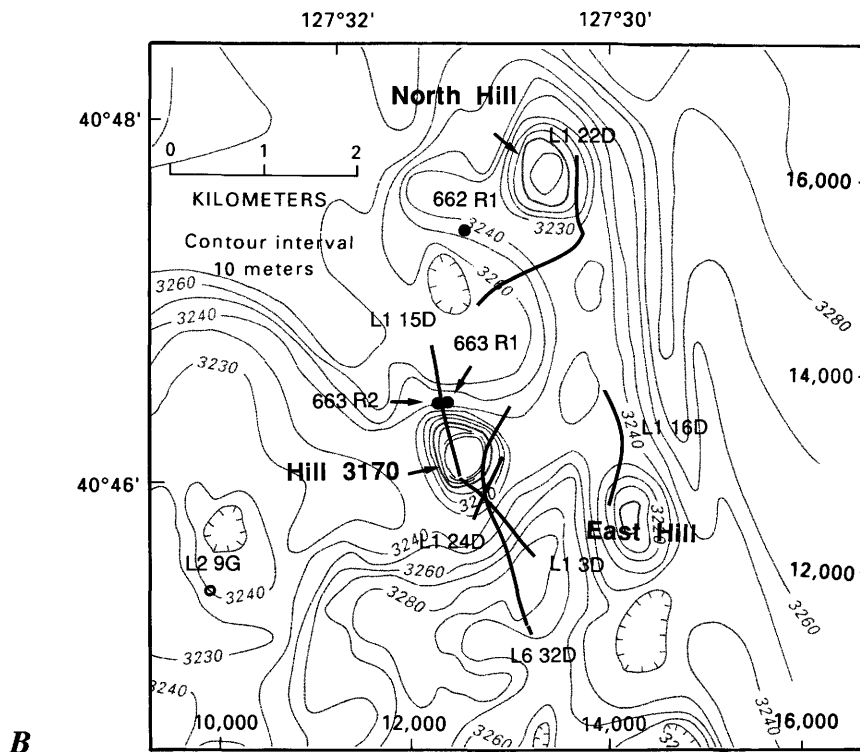 127°32'
127°30'
North Hill
40°48'
L1 22D
0 1 2
KILOMETERS
16,000
662 R1
3240
3230
Contour interval
10 meters
3260
3260
3280
3240
L1 15D
663 R1
3230
14,000
663 R2
3240
L1 16D
Hill 3170
40°46'
East Hill
3240
L1 24D
L2 9G
3260
L1 3D
12,000
3240
3280
3260
L6 32D
3230
3240
3260
10,000
12,000
14,000
16,000
B